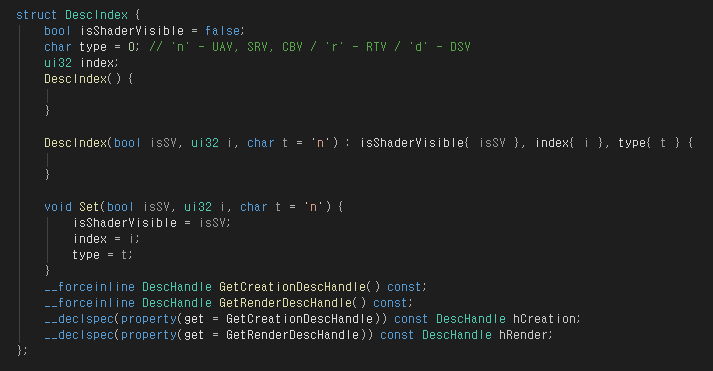 struct DescIndex {
    bool isShaderVisible = false;
    char type = 0; // 'n' - UAV, SRV, CBV / 'r' - RTV / 'd' - DSV
    ui32 index;
    DescIndex() {
    }
    DescIndex(bool isSV, ui32 i, char t = 'n') : isShaderVisible{ isSV }, index{ i }, type{ t } {
    }
    void Set(bool isSV, ui32 i, char t = 'n') {
        isShaderVisible = isSV;
        index = i;
        type = t;
    }
    __forceinline DescHandle GetCreationDescHandle() const;
    __forceinline DescHandle GetRenderDescHandle() const;
    __declspec(property(get = GetCreationDescHandle)) const DescHandle hCreation;
    __declspec(property(get = GetRenderDescHandle)) const DescHandle hRender;
};